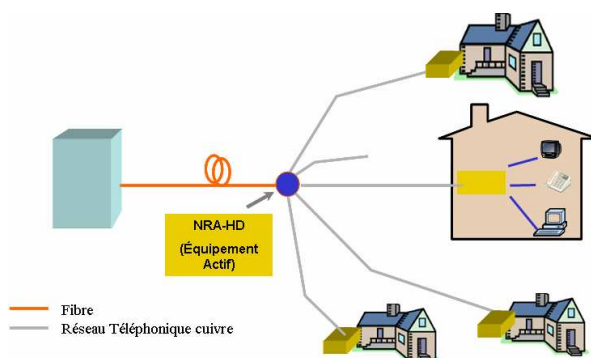 NRA-HD
(Équipement
Actif)
Fibre
Réseau Téléphonique cuivre